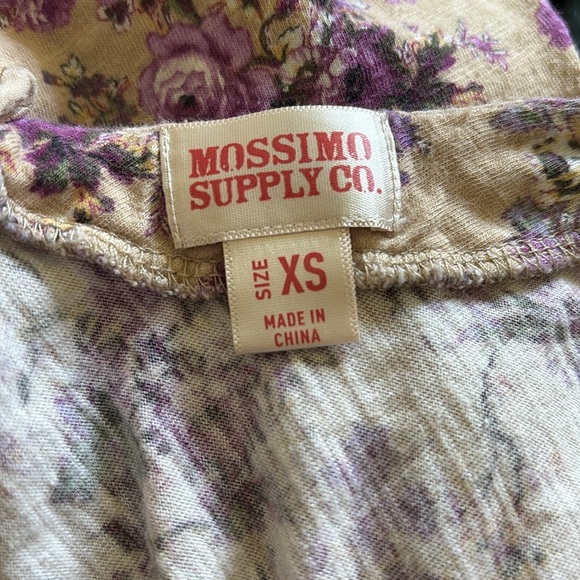 MOSSIMO
SUPPLY CO.
SIZE XS
MADE IN
CHINA